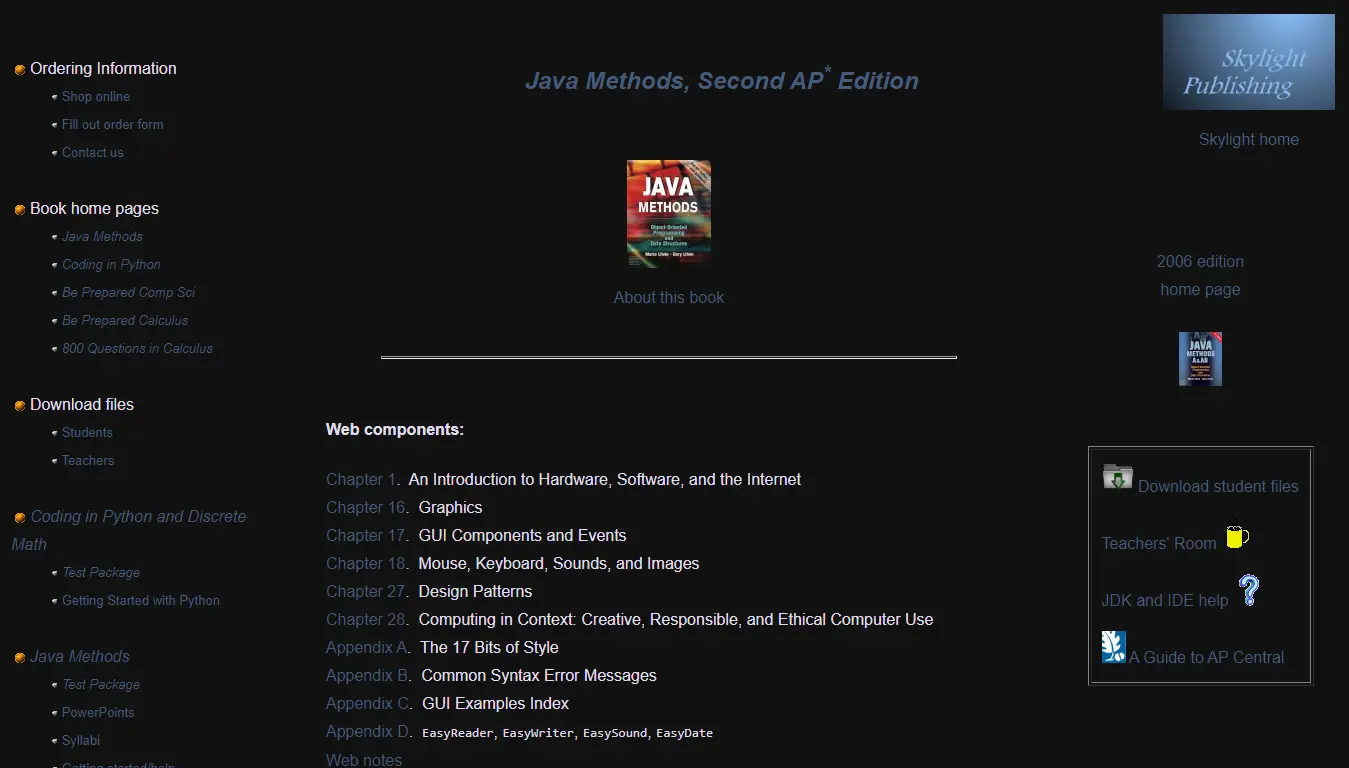 Ordering Information
Shop online
Fill out order form
Contact us
Book home pages
Java Methods
Coding in Python
Be Prepared Comp Sci
Be Prepared Calculus
800 Questions in Calculus
Download files
Students
Teachers
Coding in Python and Discrete
Math
Test Package
Getting Started with Python
Java Methods
Test Package
PowerPoints
Syllabi
Getting started/help
Java Methods, Second AP* Edition
JAVA
METHODS
Object-Oriented
Programming
and
Data Structures
Maria Litvin - Gary Litvin
About this book
Web components:
Chapter 1. An Introduction to Hardware, Software, and the Internet
Chapter 16. Graphics
Chapter 17. GUI Components and Events
Chapter 18. Mouse, Keyboard, Sounds, and Images
Chapter 27. Design Patterns
Chapter 28. Computing in Context: Creative, Responsible, and Ethical Computer Use
Appendix A. The 17 Bits of Style
Appendix B. Common Syntax Error Messages
Appendix C. GUI Examples Index
Appendix D. EasyReader, EasyWriter, EasySound, EasyDate
Web notes
Skylight
Publishing
Skylight home
2006 edition
home page
JAVA
METHODS
A&AB
Download student files
Teachers' Room
JDK and IDE help
A Guide to AP Central